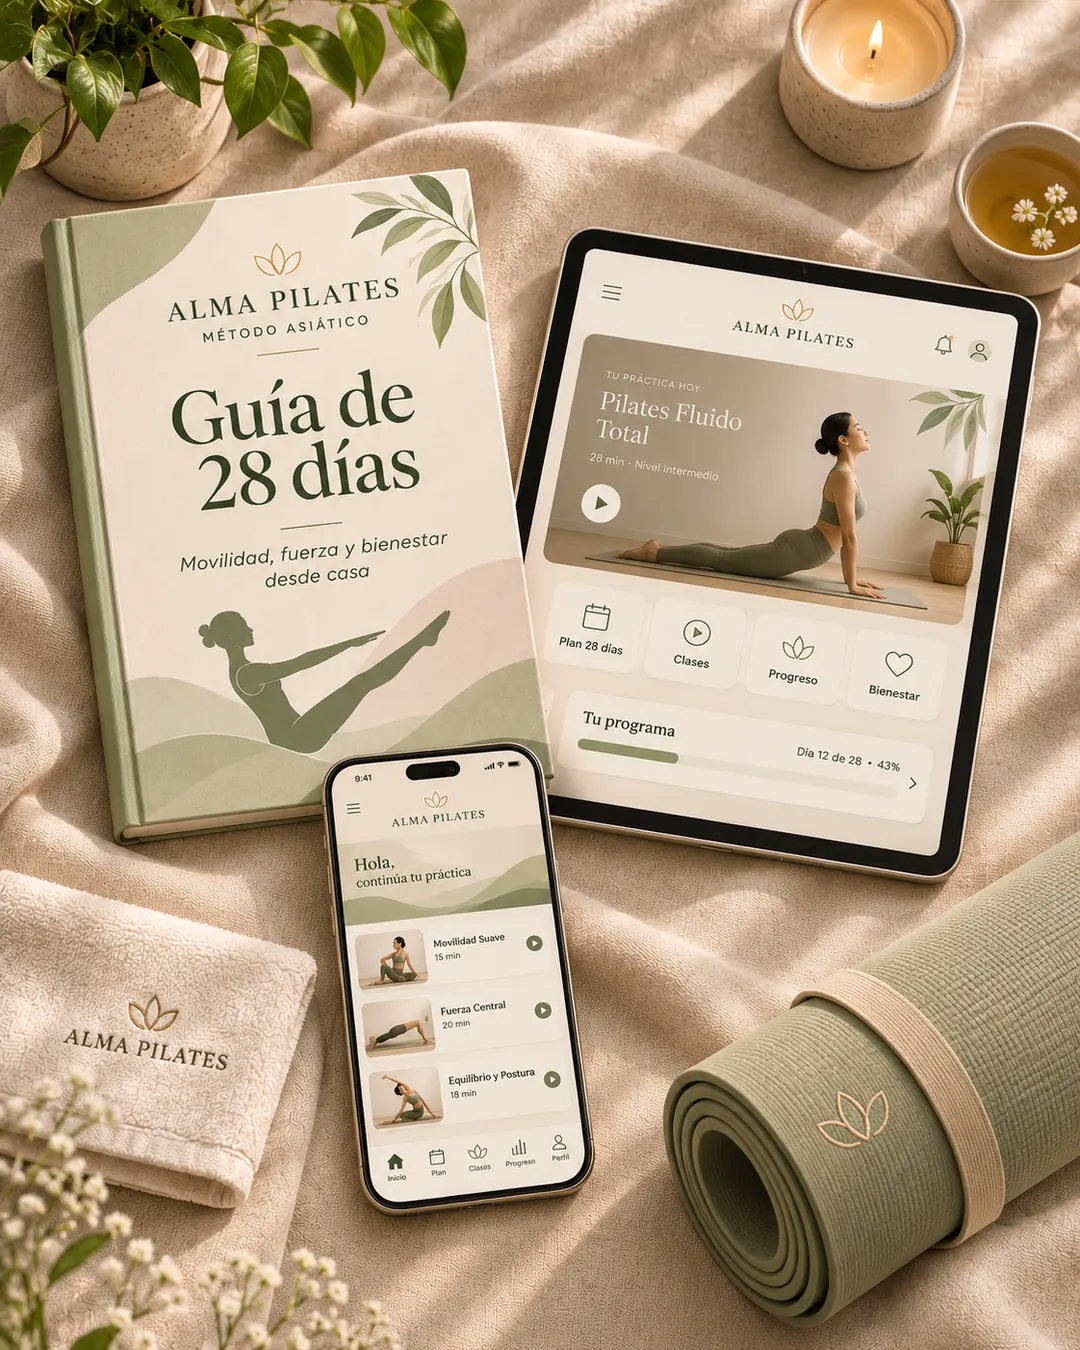 ALMA PILATES
MÉTODO ASIÁTICO
Guía de
28 días
Movilidad, fuerza y bienestar
desde casa
ALMA PILATES
TU PRÁCTICA HOY
Pilates Fluido
Total
28 min · Nivel intermedio
Plan 28 días
Clases
Progreso
Bienestar
Tu programa
Día 12 de 28 • 43%
9:41
ALMA PILATES
Hola,
continúa tu práctica
Movilidad Suave
15 min
Fuerza Central
20 min
Equilibrio y Postura
18 min
Inicio
Plan
Clases
Progreso
Perfil
ALMA PILATES